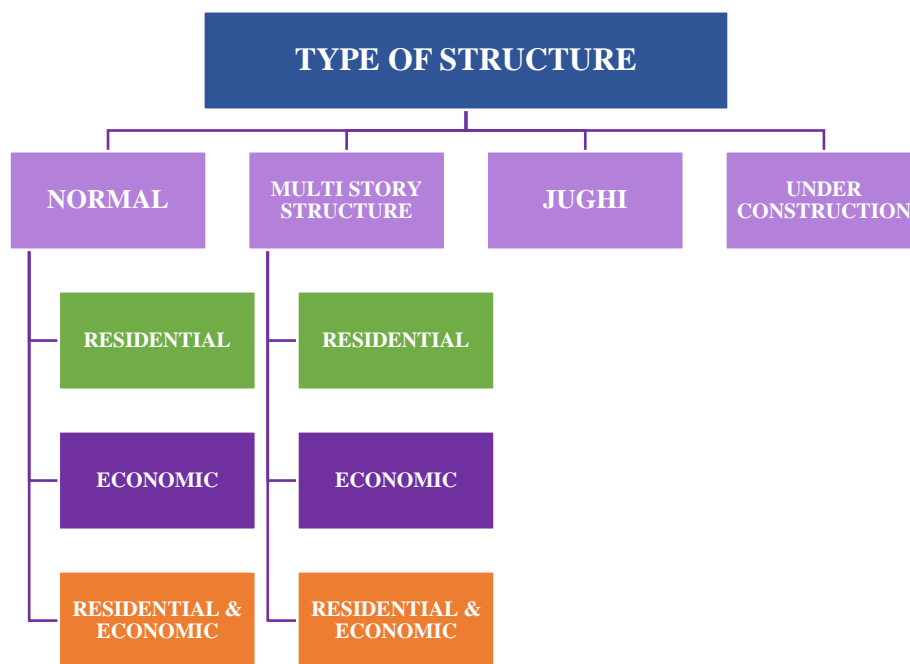 TYPE OF STRUCTURE
NORMAL
MULTI STORY
STRUCTURE
JUGHI
UNDER
CONSTRUCTION
RESIDENTIAL
RESIDENTIAL
ECONOMIC
ECONOMIC
RESIDENTIAL &
ECONOMIC
RESIDENTIAL &
ECONOMIC